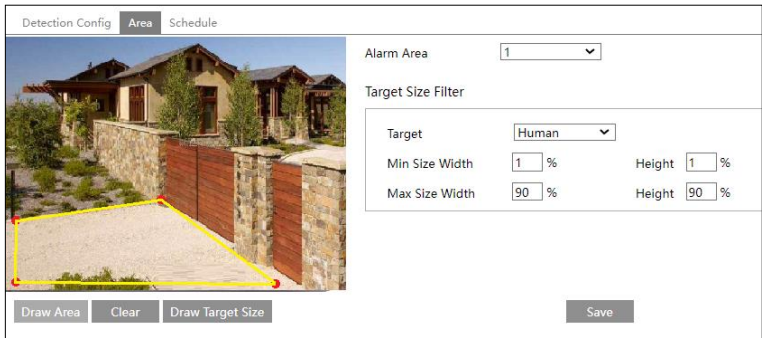 Detection Config Area Schedule
Alarm Area 1
Target Size Filter
Target Human
Min Size Width 1 % Height 1 %
Max Size Width 90 % Height 90 %
Draw Area Clear Draw Target Size Save